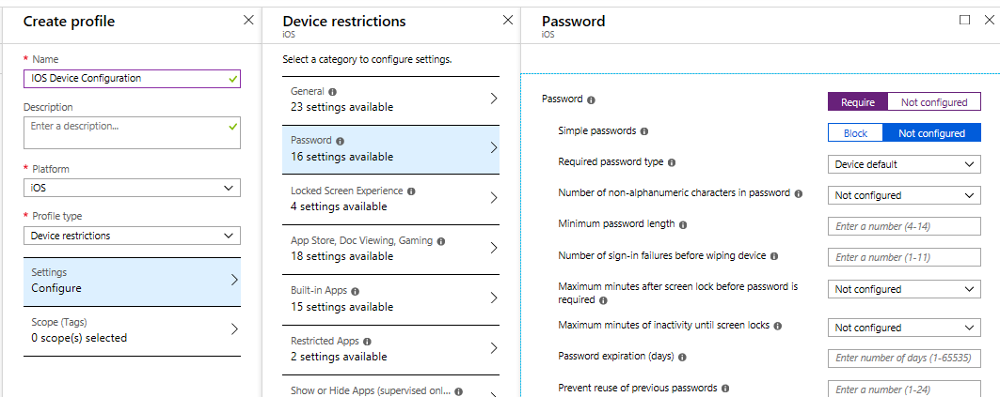 Create profile
* Name
IOS Device Configuration
Description
Enter a description...
* Platform
iOS
* Profile type
Device restrictions
Settings
Configure
Scope (Tags)
0 scope(s) selected
Device restrictions
iOS
Select a category to configure settings.
General
23 settings available
Password
16 settings available
Locked Screen Experience
4 settings available
App Store, Doc Viewing, Gaming
18 settings available
Built-in Apps
15 settings available
Restricted Apps
2 settings available
Show or Hide Apps (supervised onl...
Password
iOS
Password Require Not configured
Simple passwords Block Not configured
Required password type Device default
Number of non-alphanumeric characters in password Not configured
Minimum password length Enter a number (4-14)
Number of sign-in failures before wiping device Enter a number (1-11)
Maximum minutes after screen lock before password is
required Not configured
Maximum minutes of inactivity until screen locks Not configured
Password expiration (days) Enter number of days (1-65535)
Prevent reuse of previous passwords Enter a number (1-24)